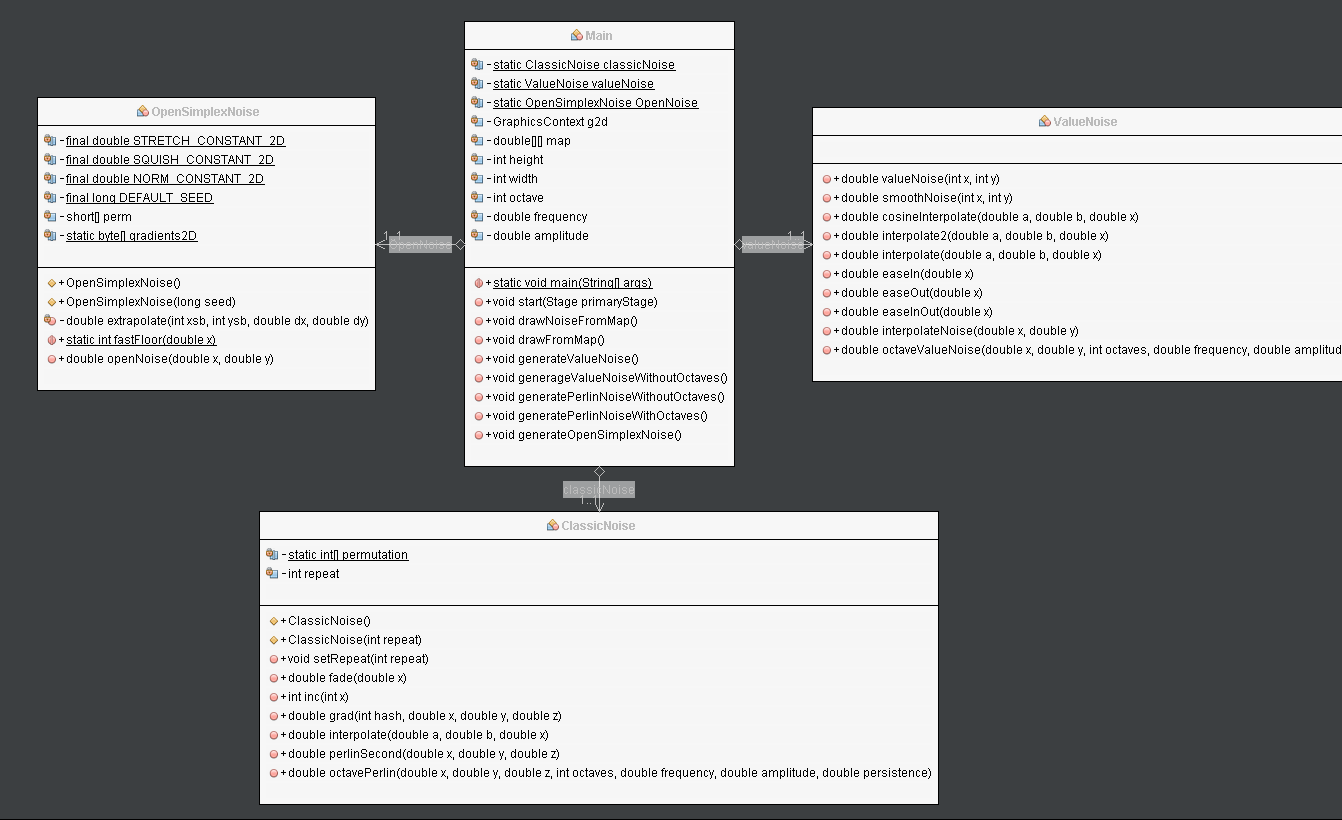 Main
-static ClassicNoise classicNoise
-static ValueNoise valueNoise
-static OpenSimplexNoise OpenNoise
-GraphicsContext g2d
-double[][] map
-int height
-int width
-int octave
-double frequency
-double amplitude
+static void main(String[] args)
+void start(Stage primaryStage)
+void drawNoiseFromMap()
+void drawFromMap()
+void generateValueNoise()
+void generageValueNoiseWithoutOctaves()
+void generatePerlinNoiseWithoutOctaves()
+void generatePerlinNoiseWithOctaves()
+void generateOpenSimplexNoise()
OpenSimplexNoise
-final double STRETCH_CONSTANT_2D
-final double SQUISH_CONSTANT_2D
-final double NORM_CONSTANT_2D
-final long DEFAULT_SEED
-short[] perm
-static byte[] gradients2D
+OpenSimplexNoise()
+OpenSimplexNoise(long seed)
-double extrapolate(int xsb, int ysb, double dx, double dy)
+static int fastFloor(double x)
+double openNoise(double x, double y)
1..1
OpenNoise
ValueNoise
+double valueNoise(int x, int y)
+double smoothNoise(int x, int y)
+double cosineInterpolate(double a, double b, double x)
+double interpolate2(double a, double b, double x)
+double interpolate(double a, double b, double x)
+double easeIn(double x)
+double easeOut(double x)
+double easeInOut(double x)
+double interpolateNoise(double x, double y)
+double octaveValueNoise(double x, double y, int octaves, double frequency, double amplitud
1..1
valueNoise
classicNoise
ClassicNoise
-static int[] permutation
-int repeat
+ClassicNoise()
+ClassicNoise(int repeat)
+void setRepeat(int repeat)
+double fade(double x)
+int inc(int x)
+double grad(int hash, double x, double y, double z)
+double interpolate(double a, double b, double x)
+double perlinSecond(double x, double y, double z)
+double octavePerlin(double x, double y, double z, int octaves, double frequency, double amplitude, double persistence)